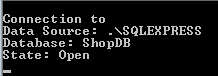 Connection to
Data Source: .\SQLEXPRESS
Database: ShopDB
State: Open